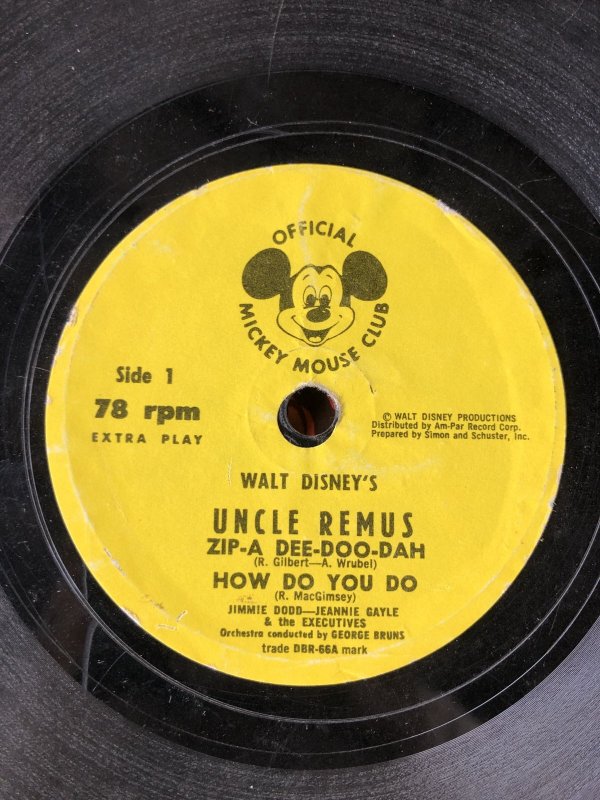 OFFICIAL
MICKEY MOUSE CLUB
Side 1
78 rpm
EXTRA PLAY
© WALT DISNEY PRODUCTIONS
Distributed by Am-Par Record Corp.
Prepared by Simon and Schuster, Inc.
WALT DISNEY'S
UNCLE REMUS
ZIP-A DEE-DOO-DAH
(R. Gilbert—A. Wrubel)
HOW DO YOU DO
(R. MacGimsey)
JIMMIE DODD—JEANNIE GAYLE
& the EXECUTIVES
Orchestra conducted by GEORGE BRUNS
trade DBR-66A mark